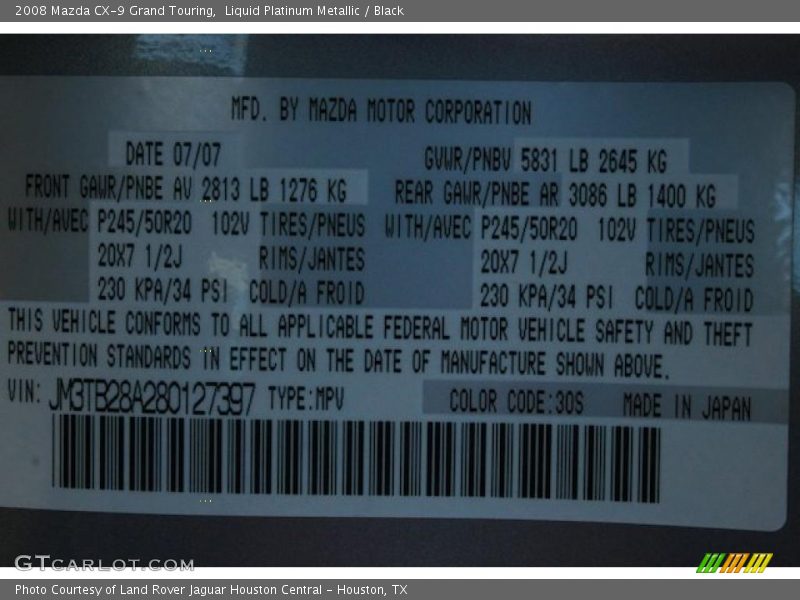 2008 Mazda CX-9 Grand Touring, Liquid Platinum Metallic / Black
MFD. BY MAZDA MOTOR CORPORATION
DATE 07/07 GVWR/PNBV 5831 LB 2645 KG
FRONT GAWR/PNBE AV 2813 LB 1276 KG REAR GAWR/PNBE AR 3086 LB 1400 KG
WITH/AVEC P245/50R20 102V TIRES/PNEUS WITH/AVEC P245/50R20 102V TIRES/PNEUS
20X7 1/2J RIMS/JANTES 20X7 1/2J RIMS/JANTES
230 KPA/34 PSI COLD/A FROID 230 KPA/34 PSI COLD/A FROID
THIS VEHICLE CONFORMS TO ALL APPLICABLE FEDERAL MOTOR VEHICLE SAFETY AND THEFT
PREVENTION STANDARDS IN EFFECT ON THE DATE OF MANUFACTURE SHOWN ABOVE.
VIN: JM3TB28A280127397 TYPE:MPV COLOR CODE:30S MADE IN JAPAN
GTCARLOT.COM
Photo Courtesy of Land Rover Jaguar Houston Central - Houston, TX